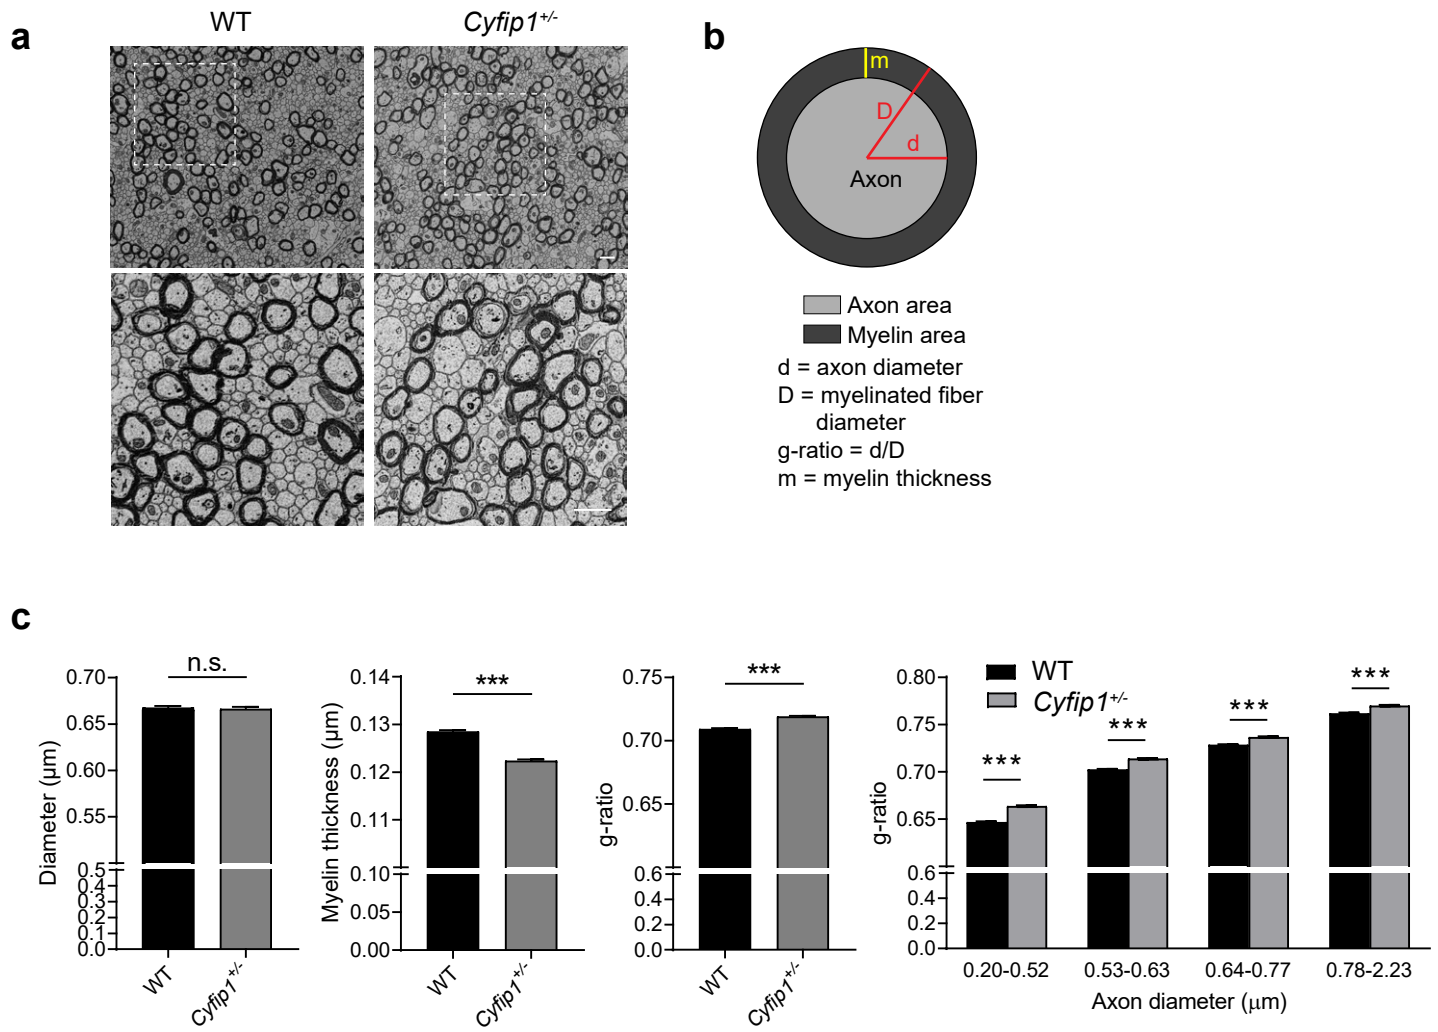 a
WT
Cyfip1+/-
b
m
D
d
Axon
Axon area
Myelin area
d = axon diameter
D = myelinated fiber
diameter
g-ratio = d/D
m = myelin thickness
c
Diameter (μm)
0.70
0.65
0.60
0.55
0.5
0.4
0.3
0.2
0.1
0.0
n.s.
WT
Cyfip1+/-
Myelin thickness (μm)
0.14
0.13
0.12
0.11
0.10
0.05
0.00
***
WT
Cyfip1+/-
g-ratio
0.75
0.70
0.65
0.6
0.4
0.2
0.0
***
WT
Cyfip1+/-
g-ratio
0.80
0.75
0.70
0.65
0.6
0.4
0.2
0.0
WT
Cyfip1+/-
***
***
***
***
0.20-0.52
0.53-0.63
0.64-0.77
0.78-2.23
Axon diameter (μm)